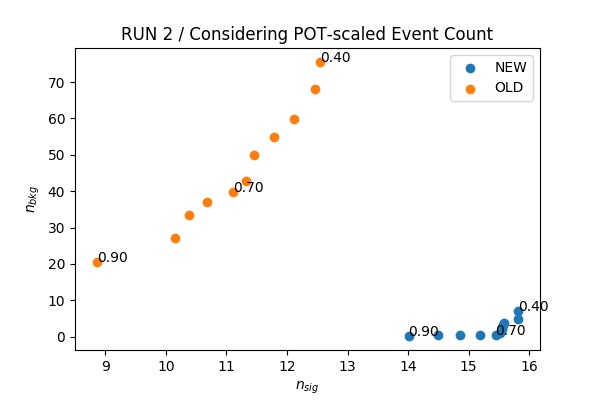 RUN 2 / Considering POT-scaled Event Count
NEW
OLD
0.40
0.70
0.90
0.40
0.70
0.90
70
60
50
40
30
20
10
0
n_bkg
9 10 11 12 13 14 15 16
n_sig